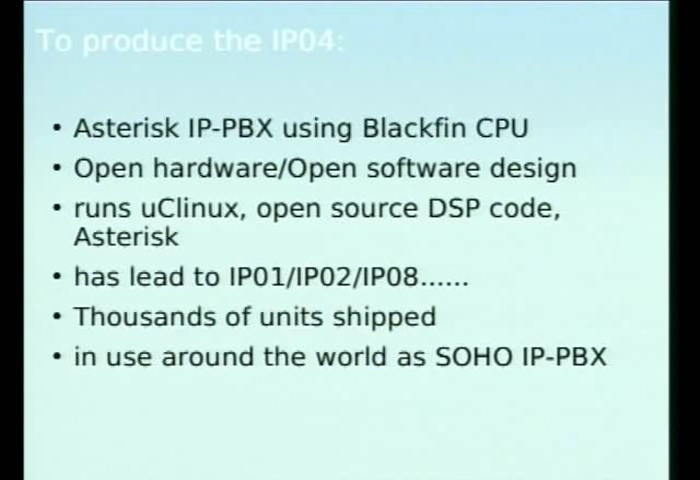 To produce the IP04:
• Asterisk IP-PBX using Blackfin CPU
• Open hardware/Open software design
• runs uClinux, open source DSP code,
Asterisk
• has lead to IP01/IP02/IP08......
• Thousands of units shipped
• in use around the world as SOHO IP-PBX